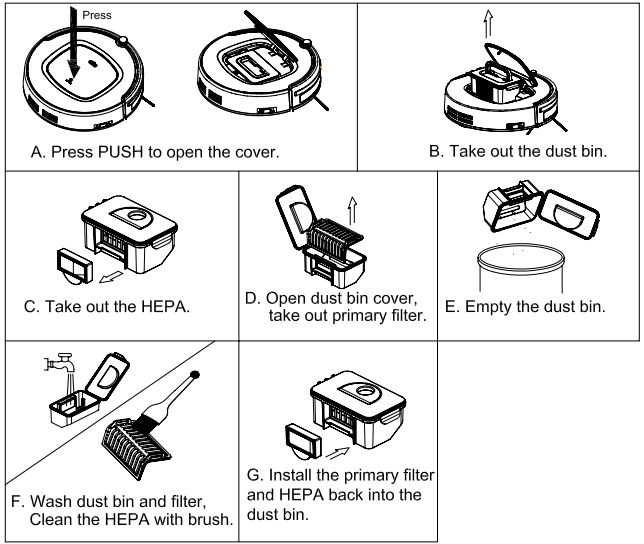 Press
A. Press PUSH to open the cover.
B. Take out the dust bin.
C. Take out the HEPA.
D. Open dust bin cover,
take out primary filter.
E. Empty the dust bin.
F. Wash dust bin and filter,
Clean the HEPA with brush.
G. Install the primary filter
and HEPA back into the
dust bin.